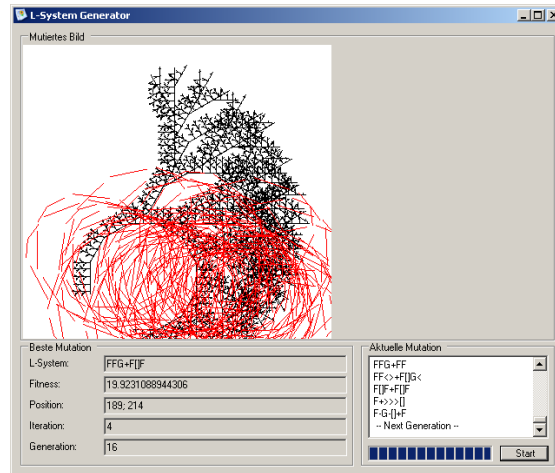 L-System Generator
Mutiertes Bild
Beste Mutation
L-System:
FFG+F[]F
Fitness:
19.9231088944306
Position:
189; 214
Iteration:
4
Generation:
16
Aktuelle Mutation
FFG+FF
FF<>+F[]G<
F[]F+F[]F
F+>>>[]
F-G-[]+F
-- Next Generation --
Start